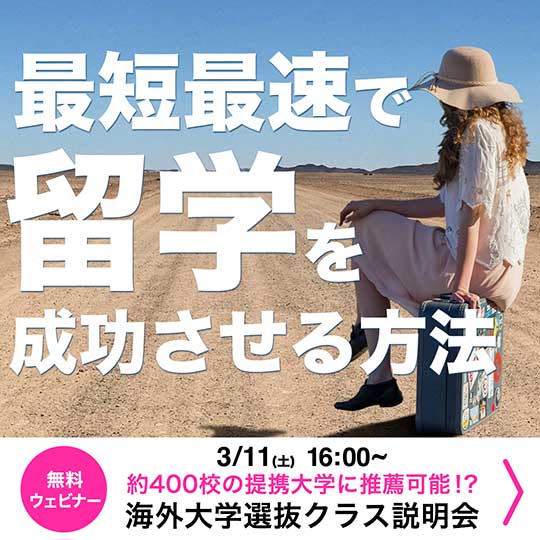 最短最速で
留学を
成功させる方法
無料
ウェビナー
3/11(土) 16:00~
約400校の提携大学に推薦可能!?
海外大学選抜クラス説明会